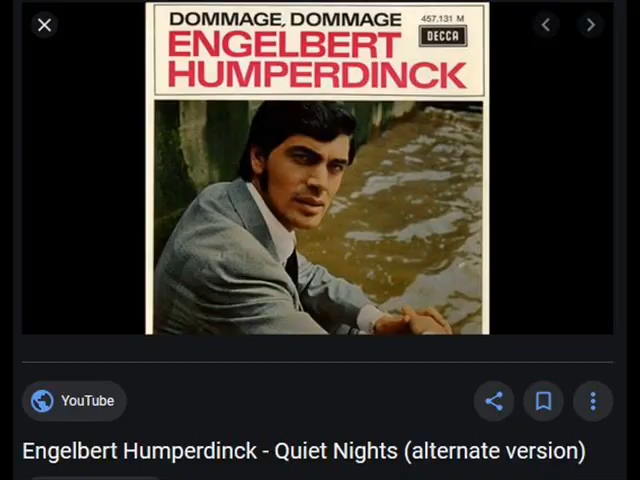 DOMMAGE, DOMMAGE
457.131 M
DECCA
ENGELBERT
HUMPERDINCK
YouTube
Engelbert Humperdinck - Quiet Nights (alternate version)